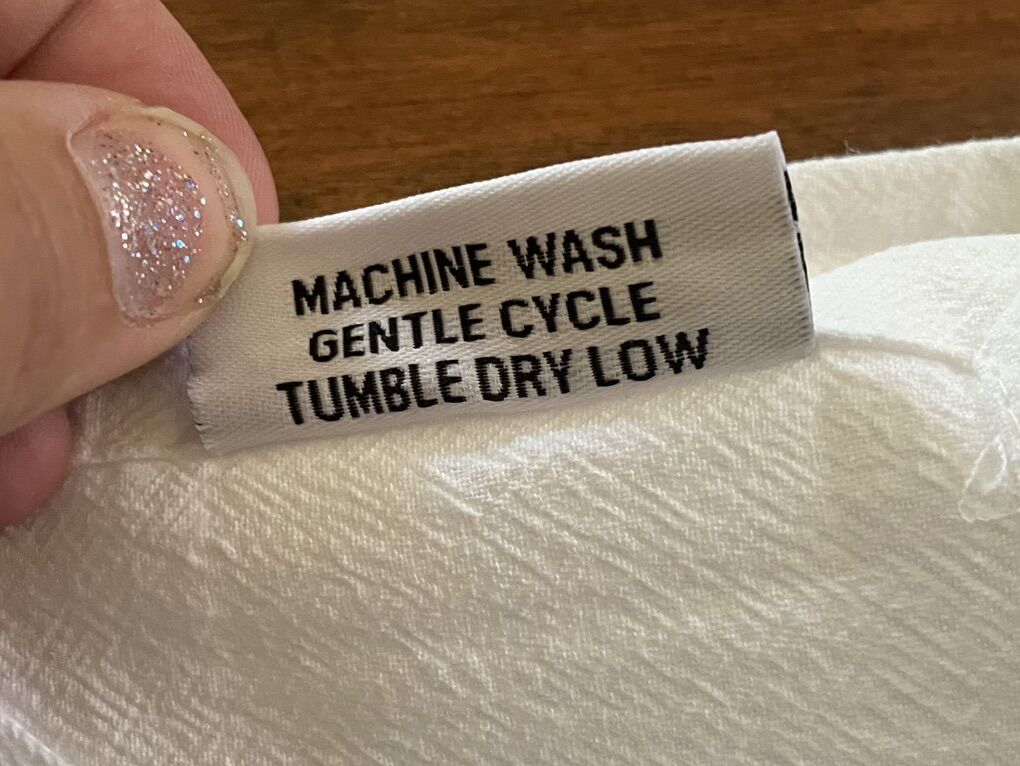 MACHINE WASH
GENTLE CYCLE
TUMBLE DRY LOW